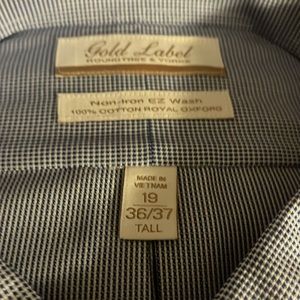 Gold Label
ROUNDTREE & YORKE
Non-Iron EZ Wash
100% COTTON ROYAL OXFORD
MADE IN
VIETNAM
19
36/37
TALL